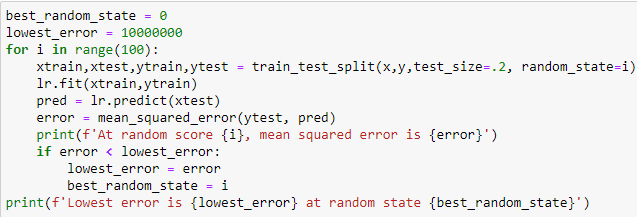 best_random_state = 0
lowest_error = 10000000
for i in range(100):
    xtrain,xtest,ytrain,ytest = train_test_split(x,y,test_size=.2, random_state=i)
    lr.fit(xtrain,ytrain)
    pred = lr.predict(xtest)
    error = mean_squared_error(ytest, pred)
    print(f'At random score {i}, mean squared error is {error}')
    if error < lowest_error:
        lowest_error = error
        best_random_state = i
print(f'Lowest error is {lowest_error} at random state {best_random_state}')